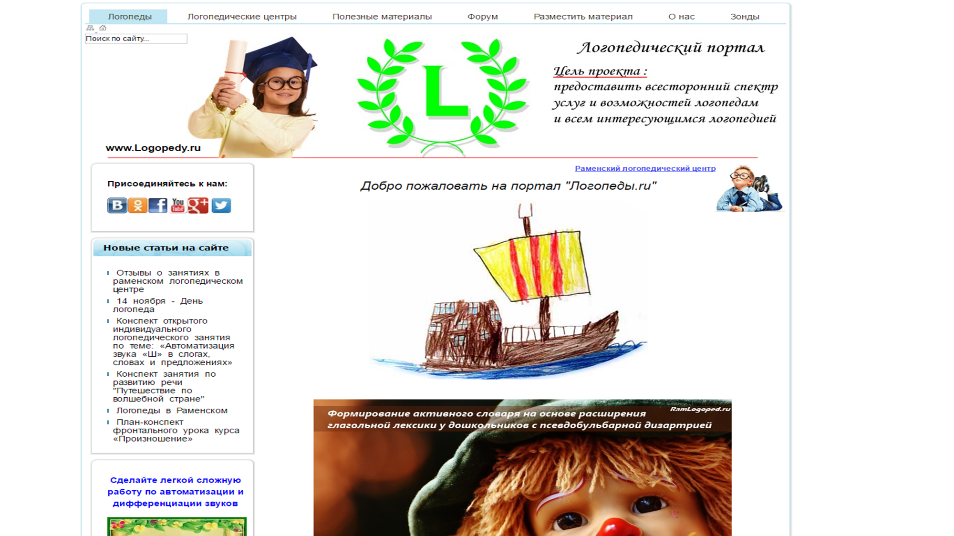 Логопеды Логопедические центры Полезные материалы Форум Разместить материал О нас Зонды
Поиск по сайту...
Логопедический портал
Цель проекта :
предоставить всесторонний спектр
услуг и возможностей логопедам
и всем интересующимся логопедией
L
www.Logopedy.ru
Присоединяйтесь к нам:
Новые статьи на сайте
Отзывы о занятиях в
раменском логопедическом
центре
14 ноября - День
логопеда
Конспект открытого
индивидуального
логопедического занятия
по теме: «Автоматизация
звука «Ш» в слогах,
словах и предложениях»
Конспект занятия по
развитию речи
"Путешествие по
волшебной стране"
Логопеды в Раменском
План-конспект
фронтального урока курса
«Произношение»
Сделайте легкой сложную
работу по автоматизации и
дифференциации звуков
Раменский логопедический центр
Добро пожаловать на портал "Логопеды.ru"
RamLogoped.ru
Формирование активного словаря на основе расширения
глагольной лексики у дошкольников с псевдобульбарной дизартрией